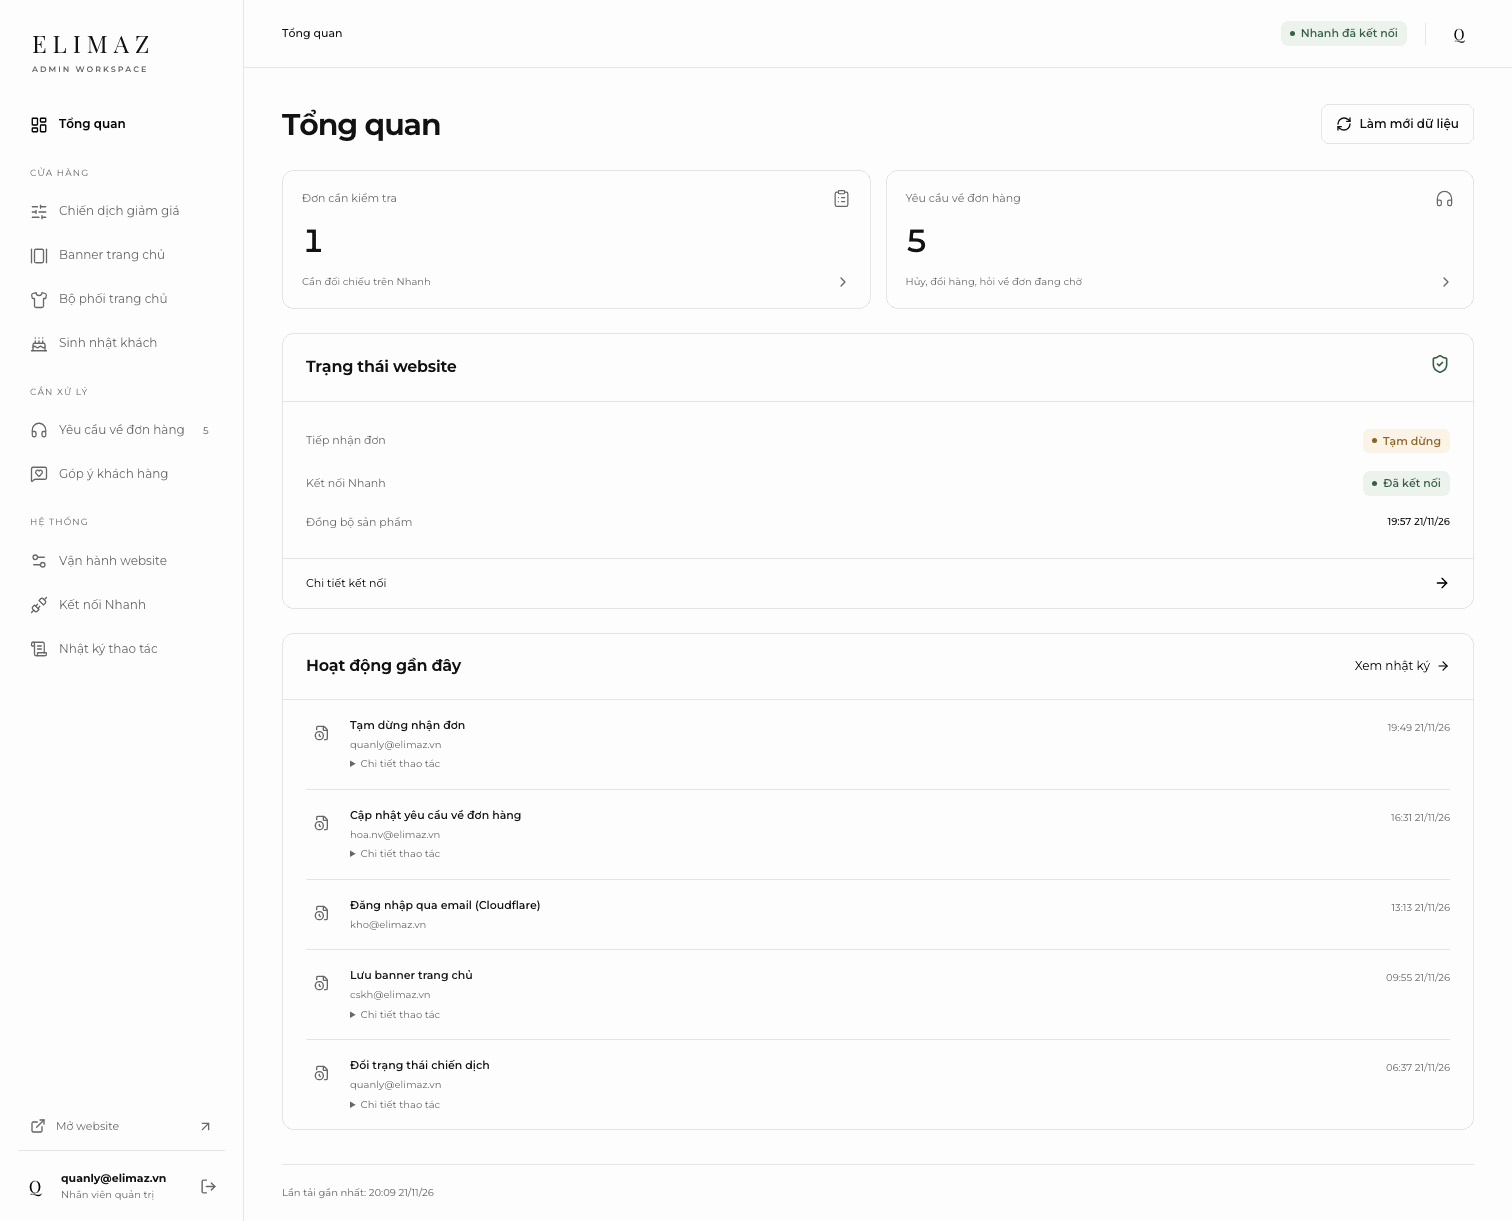 ELIMAZ
ADMIN WORKSPACE
Tổng quan
CỬA HÀNG
Chiến dịch giảm giá
Banner trang chủ
Bộ phối trang chủ
Sinh nhật khách
CẦN XỬ LÝ
Yêu cầu về đơn hàng 5
Góp ý khách hàng
HỆ THỐNG
Vận hành website
Kết nối Nhanh
Nhật ký thao tác
Mở website
Q
quanly@elimaz.vn
Nhân viên quản trị
Tổng quan
Nhanh đã kết nối
Q
Tổng quan
Làm mới dữ liệu
Đơn cần kiểm tra
1
Cần đối chiếu trên Nhanh
Yêu cầu về đơn hàng
5
Hủy, đổi hàng, hỏi về đơn đang chờ
Trạng thái website
Tiếp nhận đơn
Tạm dừng
Kết nối Nhanh
Đã kết nối
Đồng bộ sản phẩm
19:57 21/11/26
Chi tiết kết nối
Hoạt động gần đây
Xem nhật ký
Tạm dừng nhận đơn
19:49 21/11/26
quanly@elimaz.vn
Chi tiết thao tác
Cập nhật yêu cầu về đơn hàng
16:31 21/11/26
hoa.nv@elimaz.vn
Chi tiết thao tác
Đăng nhập qua email (Cloudflare)
13:13 21/11/26
kho@elimaz.vn
Lưu banner trang chủ
09:55 21/11/26
cskh@elimaz.vn
Chi tiết thao tác
Đổi trạng thái chiến dịch
06:37 21/11/26
quanly@elimaz.vn
Chi tiết thao tác
Lần tải gần nhất: 20:09 21/11/26